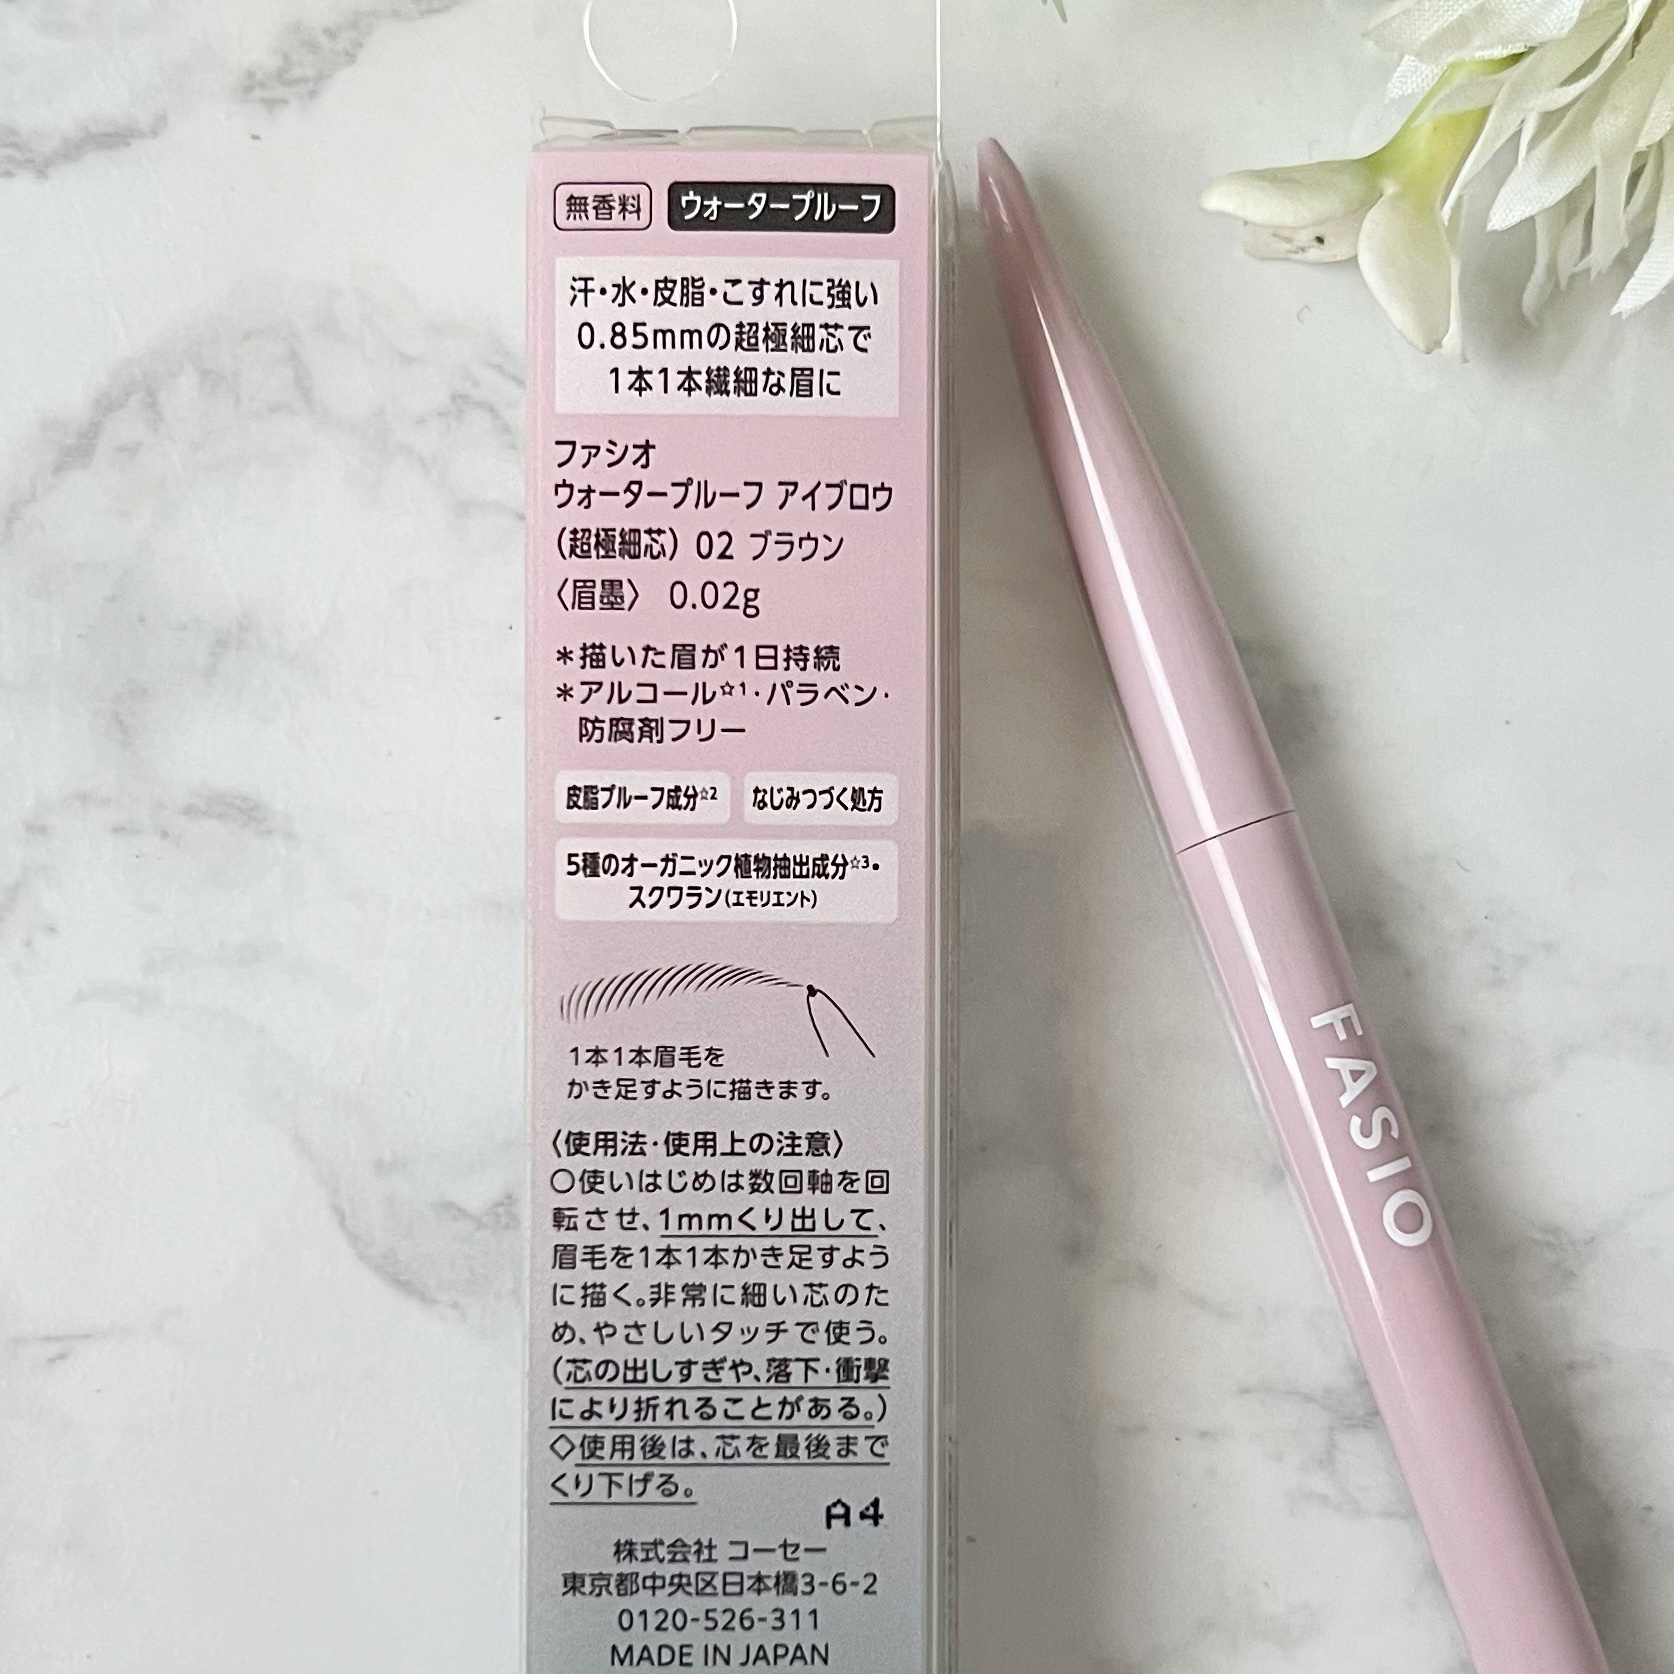 無香料 ウォータープルーフ
汗・水・皮脂・こすれに強い
0.85mmの超極細芯で
1本1本繊細な眉に
ファシオ
ウォータープルーフ アイブロウ
(超極細芯) 02 ブラウン
〈眉墨〉 0.02g
＊描いた眉が1日持続
＊アルコール☆1・パラベン・
防腐剤フリー
皮脂プルーフ成分☆2 なじみつづく処方
5種のオーガニック植物抽出成分☆3・
スクワラン(エモリエント)
1本1本眉毛を
かき足すように描きます。
〈使用法・使用上の注意〉
○使いはじめは数回軸を回
転させ、1mmくり出して、
眉毛を1本1本かき足すよう
に描く。非常に細い芯のた
め、やさしいタッチで使う。
(芯の出しすぎや、落下・衝撃
により折れることがある。)
◇使用後は、芯を最後まで
くり下げる。
A4
株式会社 コーセー
東京都中央区日本橋3-6-2
0120-526-311
MADE IN JAPAN
FASIO